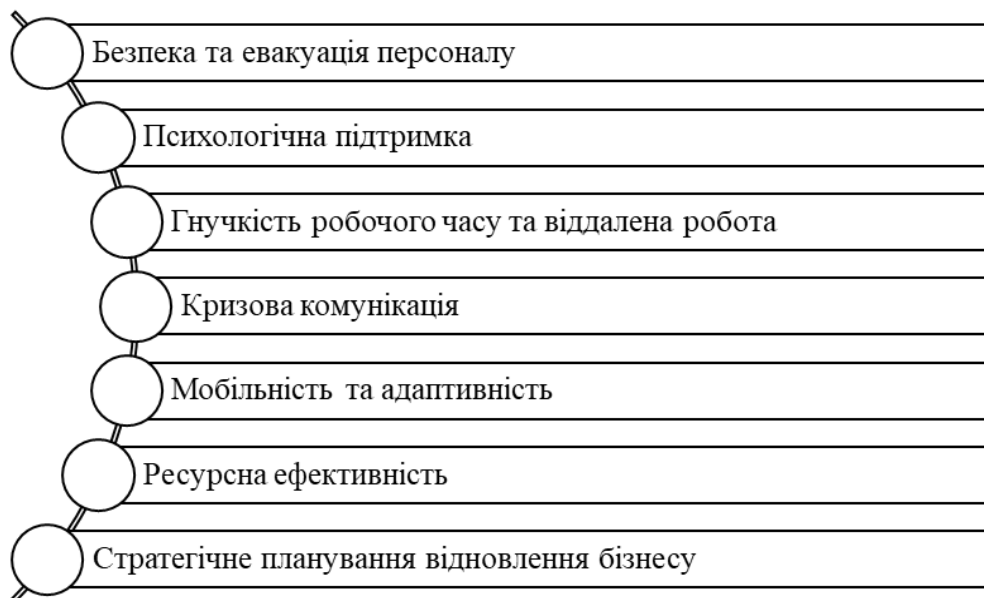 Безпека та евакуація персоналу
Психологічна підтримка
Гнучкість робочого часу та віддалена робота
Кризова комунікація
Мобільність та адаптивність
Ресурсна ефективність
Стратегічне планування відновлення бізнесу